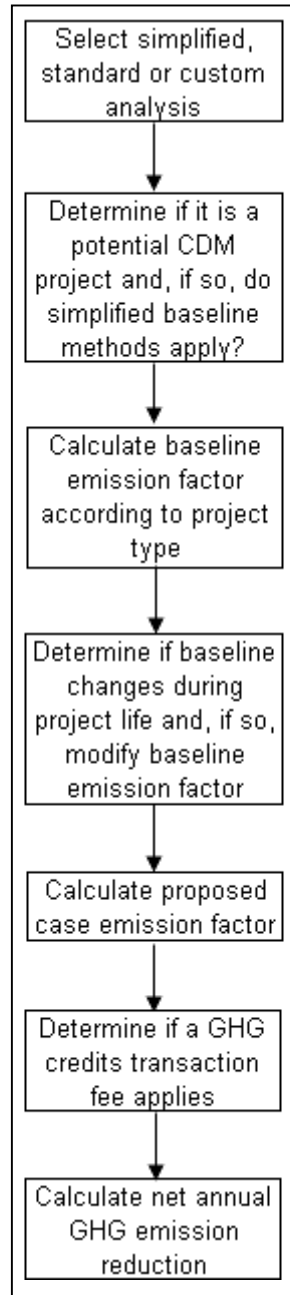 Select simplified,
standard or custom
analysis
Determine if it is a
potential CDM
project and, if so, do
simplified baseline
methods apply?
Calculate baseline
emission factor
according to project
type
Determine if baseline
changes during
project life and, if so,
modify baseline
emission factor
Calculate proposed
case emission factor
Determine if a GHG
credits transaction
fee applies
Calculate net annual
GHG emission
reduction